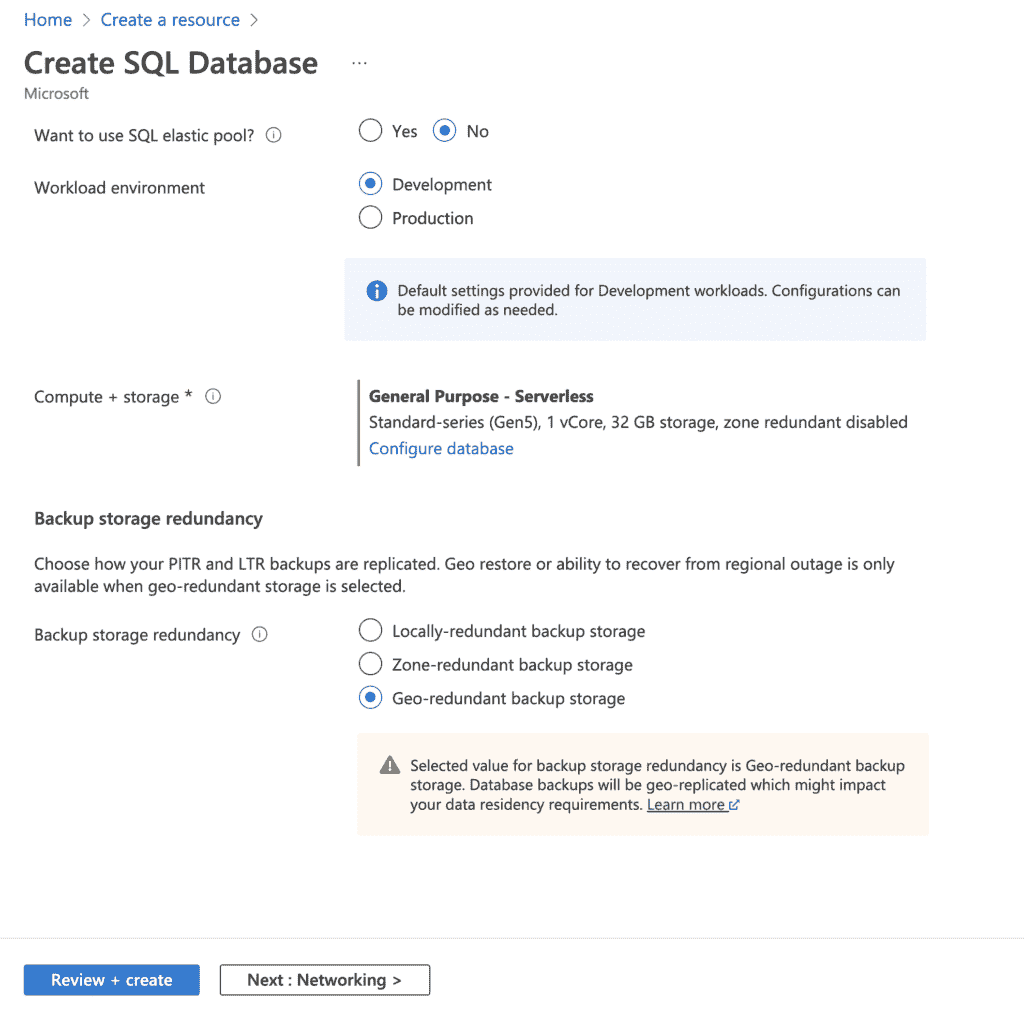 Home > Create a resource >
Create SQL Database ...
Microsoft
Want to use SQL elastic pool? Yes No
Workload environment Development
Production
Default settings provided for Development workloads. Configurations can
be modified as needed.
Compute + storage * General Purpose - Serverless
Standard-series (Gen5), 1 vCore, 32 GB storage, zone redundant disabled
Configure database
Backup storage redundancy
Choose how your PITR and LTR backups are replicated. Geo restore or ability to recover from regional outage is only
available when geo-redundant storage is selected.
Backup storage redundancy Locally-redundant backup storage
Zone-redundant backup storage
Geo-redundant backup storage
Selected value for backup storage redundancy is Geo-redundant backup
storage. Database backups will be geo-replicated which might impact
your data residency requirements. Learn more
Review + create Next : Networking >